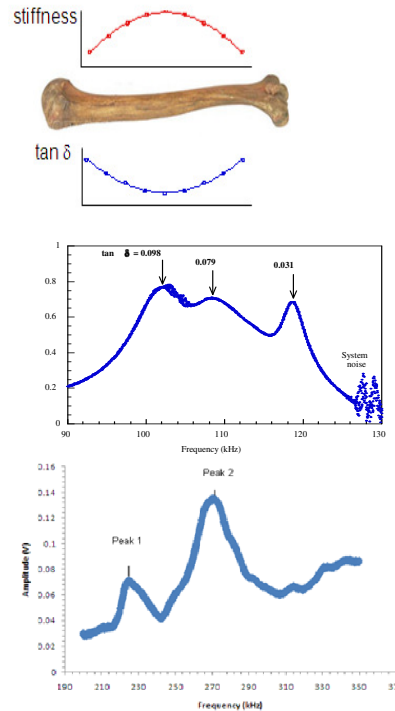 stiffness
tan δ
tan δ = 0.098
0.079
0.031
1
0.8
0.6
0.4
0.2
0
System
noise
90 100 110 120 130
Frequency (kHz)
0.16
0.14
0.12
0.1
0.08
0.06
0.04
0.02
0
Amplitude (V)
Peak 2
Peak 1
190 210 230 250 270 290 310 330 350 37
Frequency (kHz)